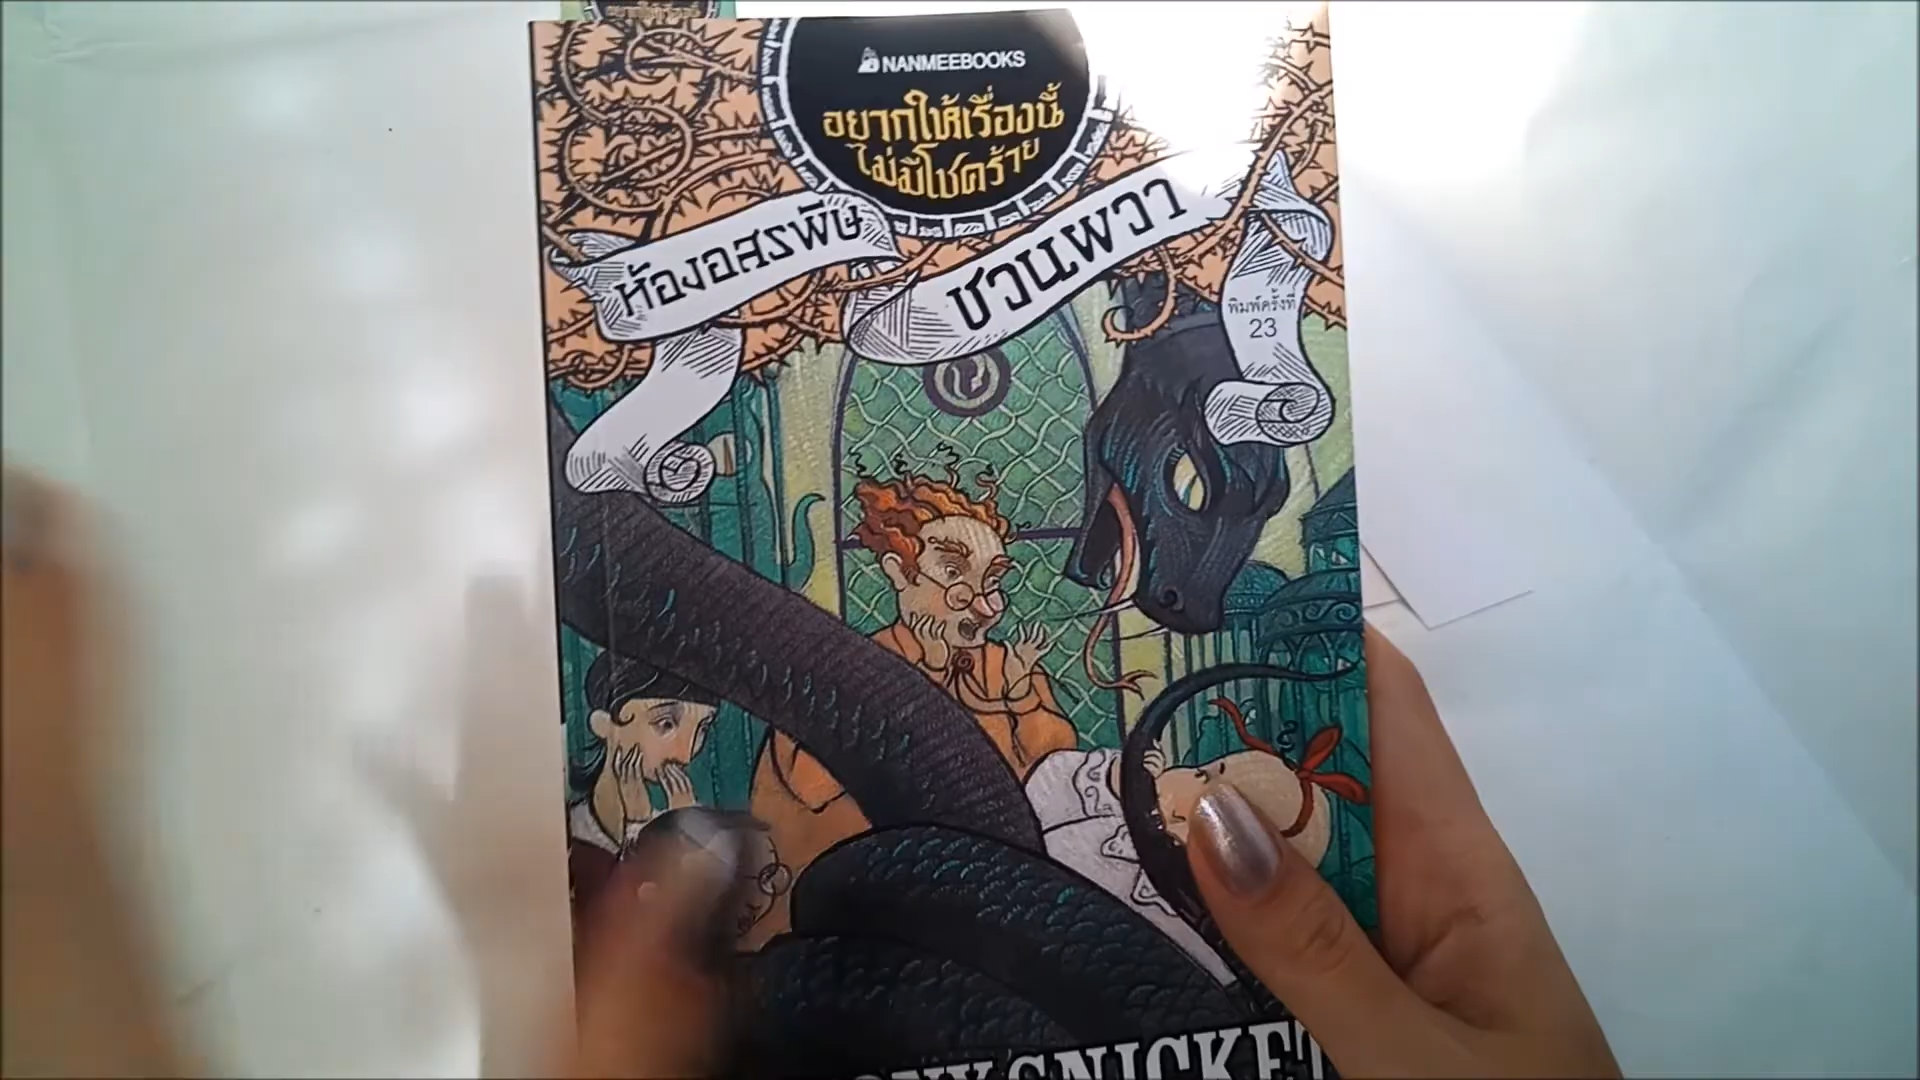 NANMEEBOOKS
อยากให้เรื่องนี้
ไม่มีโชคร้าย
ห้องอสรพิษ
ชวนผวา
พิมพ์ครั้งที่
23
SNICKET